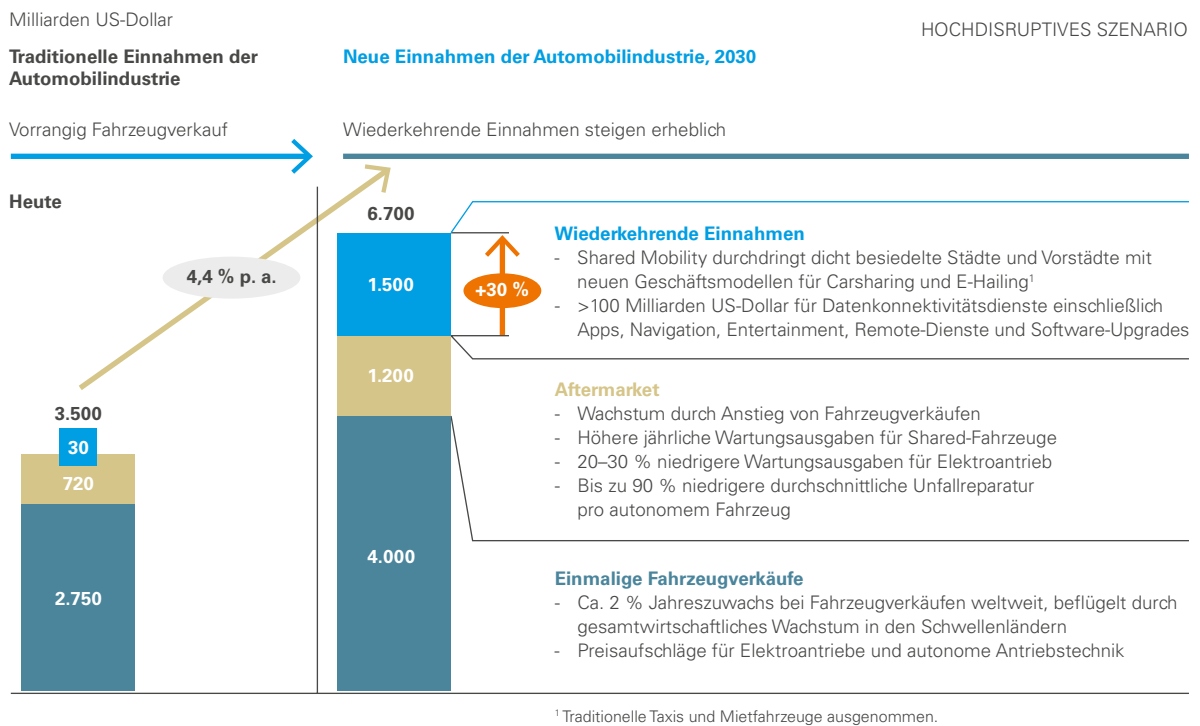 Milliarden US-Dollar
HOCHDISRUPTIVES SZENARIO
Traditionelle Einnahmen der
Automobilindustrie
Neue Einnahmen der Automobilindustrie, 2030
Vorrangig Fahrzeugverkauf
Wiederkehrende Einnahmen steigen erheblich
Heute
4,4 % p. a.
3.500
30
720
2.750
6.700
1.500
+30 %
1.200
4.000
Wiederkehrende Einnahmen
- Shared Mobility durchdringt dicht besiedelte Städte und Vorstädte mit
neuen Geschäftsmodellen für Carsharing und E-Hailing¹
- >100 Milliarden US-Dollar für Datenkonnektivitätsdienste einschließlich
Apps, Navigation, Entertainment, Remote-Dienste und Software-Upgrades
Aftermarket
- Wachstum durch Anstieg von Fahrzeugverkäufen
- Höhere jährliche Wartungsausgaben für Shared-Fahrzeuge
- 20–30 % niedrigere Wartungsausgaben für Elektroantrieb
- Bis zu 90 % niedrigere durchschnittliche Unfallreparatur
pro autonomem Fahrzeug
Einmalige Fahrzeugverkäufe
- Ca. 2 % Jahreszuwachs bei Fahrzeugverkäufen weltweit, beflügelt durch
gesamtwirtschaftliches Wachstum in den Schwellenländern
- Preisaufschläge für Elektroantriebe und autonome Antriebstechnik
¹ Traditionelle Taxis und Mietfahrzeuge ausgenommen.